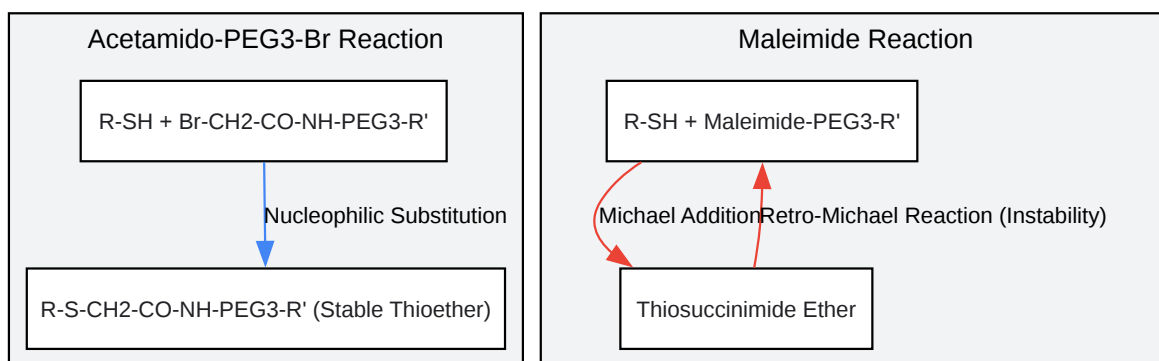 Acetamido-PEG3-Br Reaction
R-SH + Br-CH2-CO-NH-PEG3-R'
Nucleophilic Substitution
R-S-CH2-CO-NH-PEG3-R' (Stable Thioether)
Maleimide Reaction
R-SH + Maleimide-PEG3-R'
Michael Addition
Retro-Michael Reaction (Instability)
Thiosuccinimide Ether